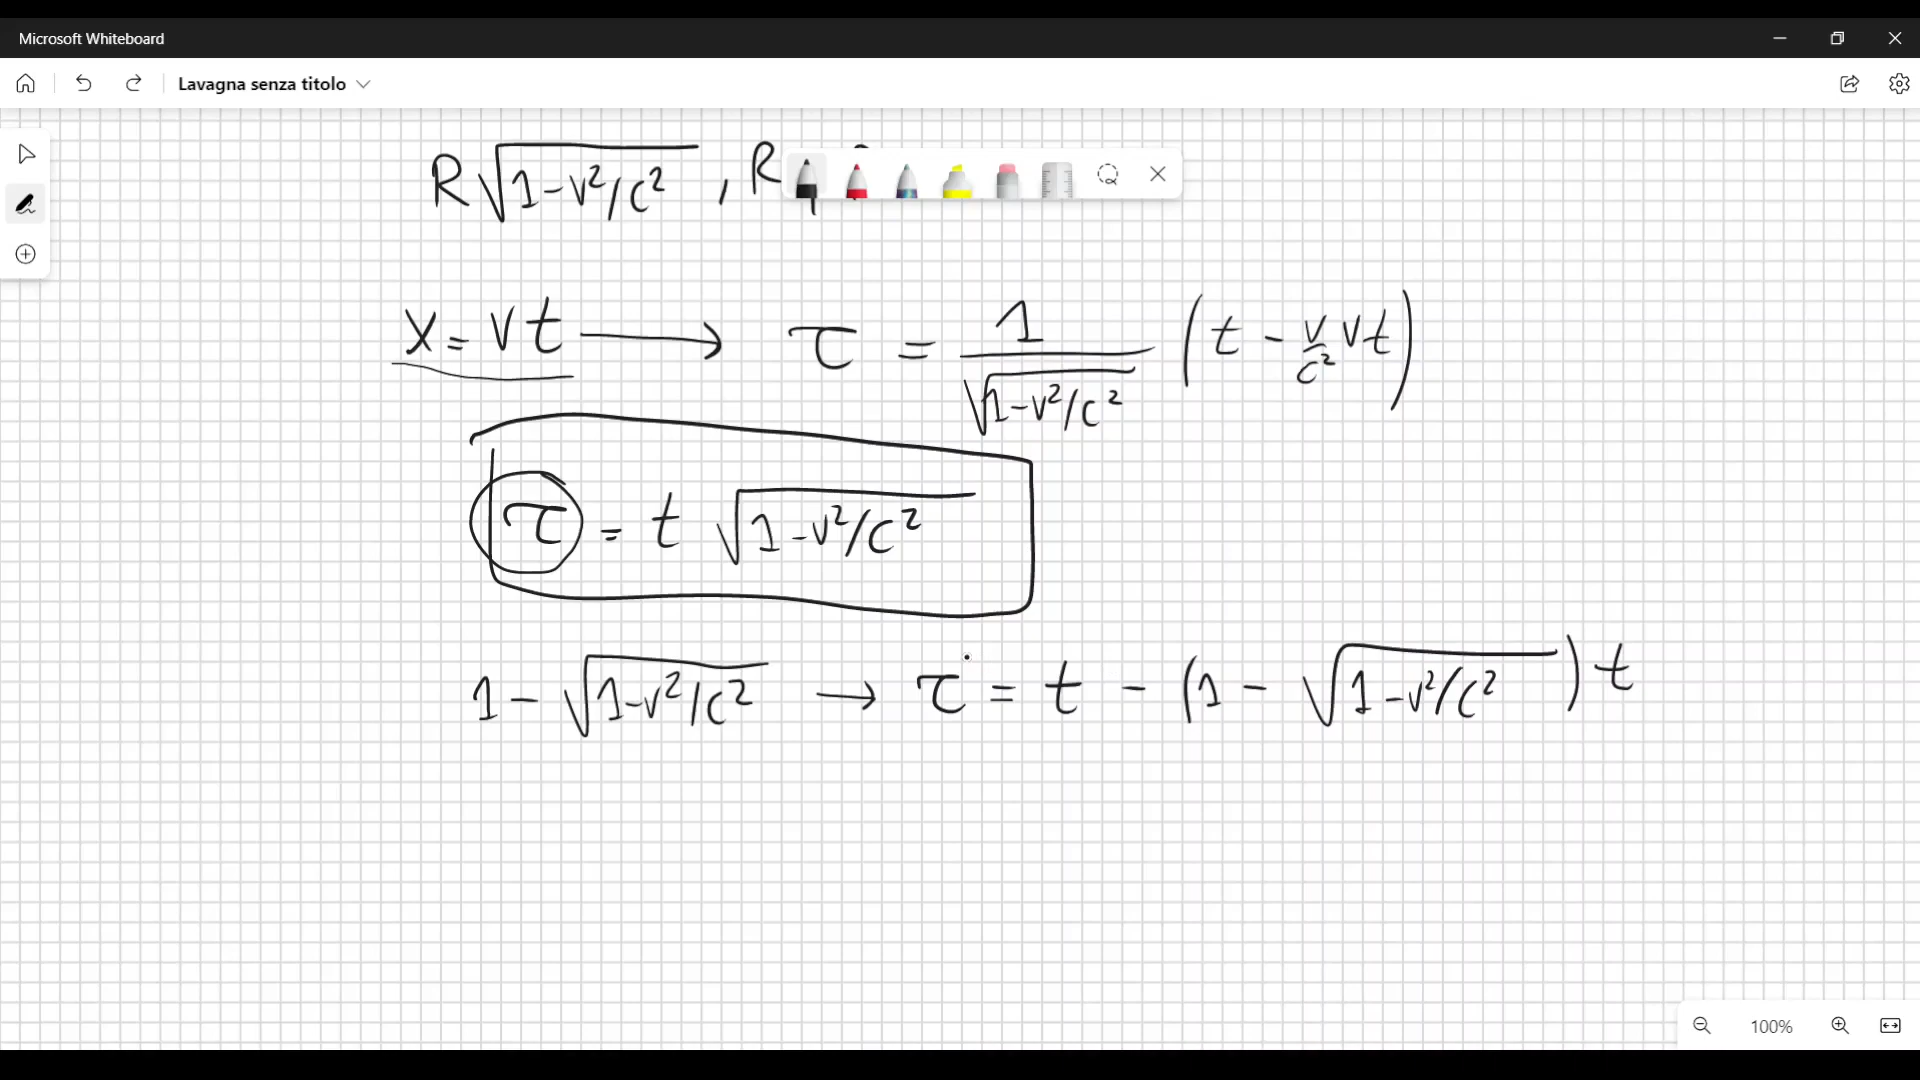 Microsoft Whiteboard
Lavagna senza titolo
R√(1-v²/c²) , R
x = vt → τ = 1/√(1-v²/c²) (t - v/c² vt)
τ = t √(1-v²/c²)
1 - √(1-v²/c²) → τ = t - (1 - √(1-v²/c²)) t
100%